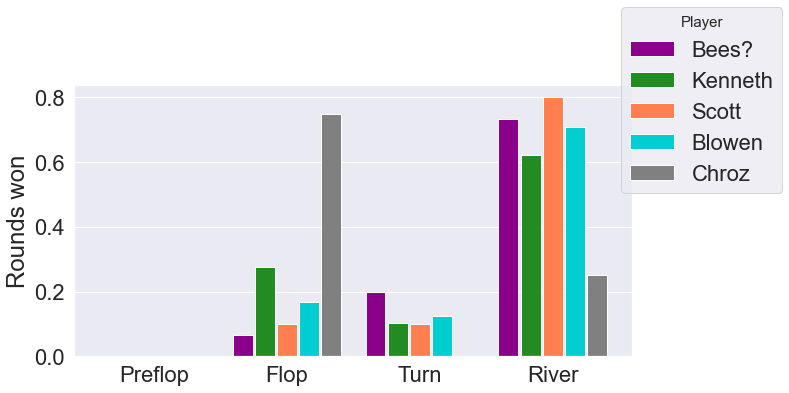 Player
Bees?
Kenneth
Scott
Blowen
Chroz
Rounds won
0.8
0.6
0.4
0.2
0.0
Preflop Flop Turn River